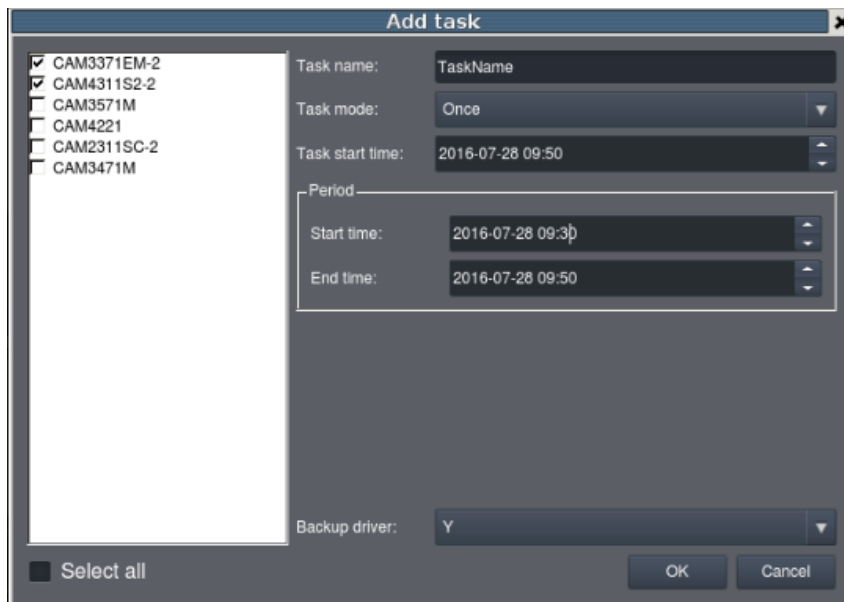 Add task
CAM3371EM-2
CAM4311S2-2
CAM3571M
CAM4221
CAM2311SC-2
CAM3471M
Task name: TaskName
Task mode: Once
Task start time: 2016-07-28 09:50
Period
Start time: 2016-07-28 09:30
End time: 2016-07-28 09:50
Backup driver: Y
Select all
OK Cancel